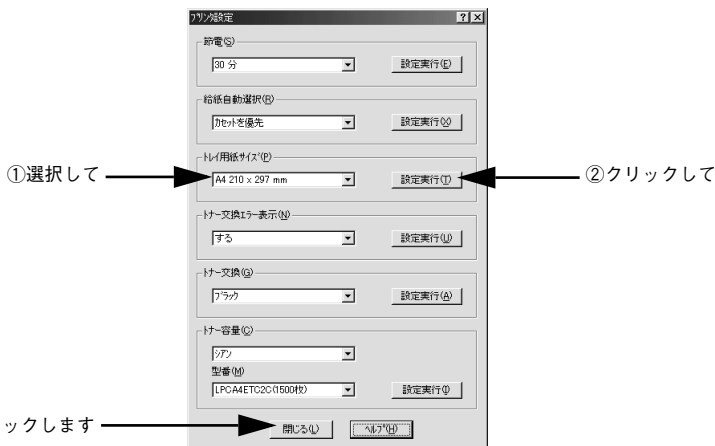 プリンタ設定
節電(S)
30 分
設定実行(E)
給紙自動選択(R)
カセットを優先
設定実行(X)
トレイ用紙サイズ(P)
①選択して
A4 210 x 297 mm
設定実行(T)
②クリックして
トナー交換エラー表示(N)
する
設定実行(U)
トナー交換(G)
ブラック
設定実行(A)
トナー容量(C)
シアン
型番(M)
LPCA4ETC2C(1500枚)
設定実行(I)
ックします
閉じる(L)
ヘルプ(H)